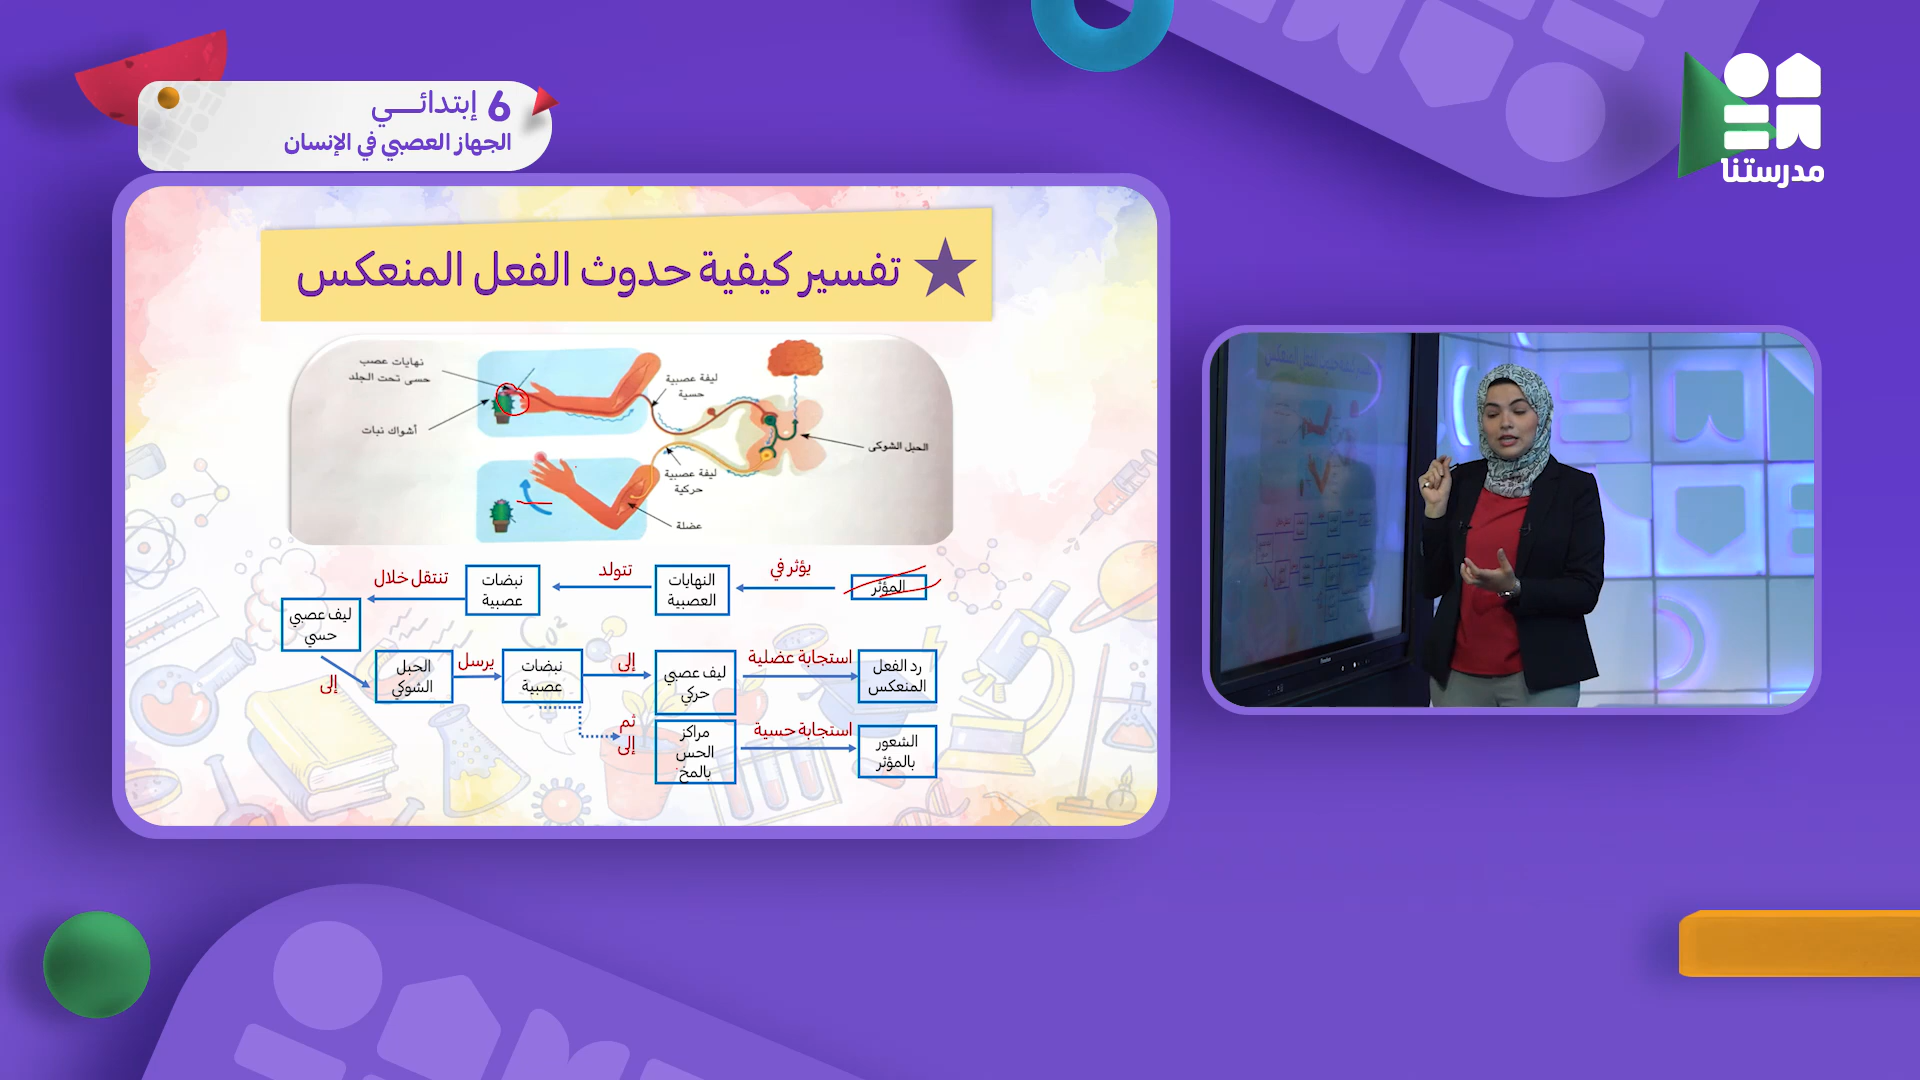 6 إبتدائـــي
الجهاز العصبي في الإنسان
مدرستنا
تفسير كيفية حدوث الفعل المنعكس
نهايات عصب
حسى تحت الجلد
أشواك نبات
ليفة عصبية
حسية
الحبل الشوكى
ليفة عصبية
حركية
عضلة
المؤثر
يؤثر في
النهايات
العصبية
تتولد
نبضات
عصبية
تنتقل خلال
ليف عصبي
حسي
إلى
الحبل
الشوكي
يرسل
نبضات
عصبية
إلى
ليف عصبي
حركي
استجابة عضلية
رد الفعل
المنعكس
ثم
إلى
مراكز
الحس
بالمخ
استجابة حسية
الشعور
بالمؤثر